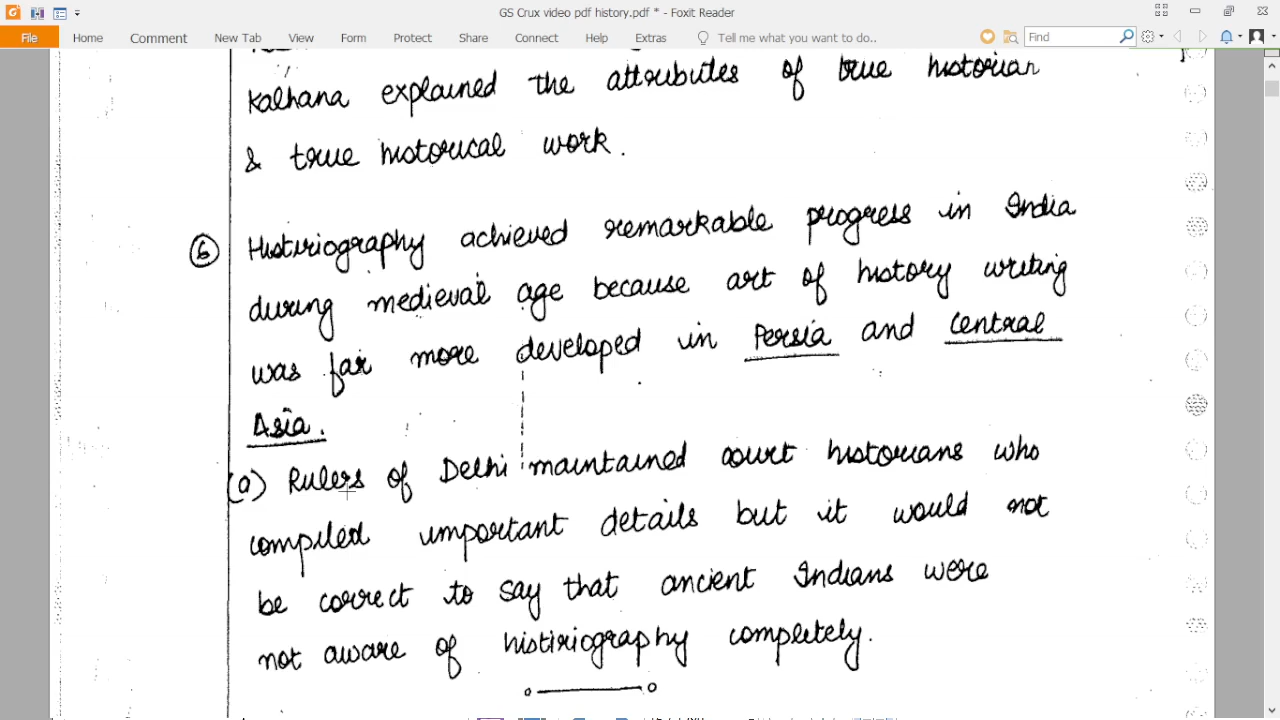 GS Crux video pdf history.pdf * - Foxit Reader
File Home Comment New Tab View Form Protect Share Connect Help Extras Tell me what you want to do.. Find
Kalhana explained the attributes of true historian
& true historical work.
6 Histiriography achieved remarkable progress in India
during medieval age because art of history writing
was far more developed in Persia and Central
Asia.
(a) Rulers of Delhi maintained court historians who
compiled important details but it would not
be correct to say that ancient Indians were
not aware of histiriography completely.